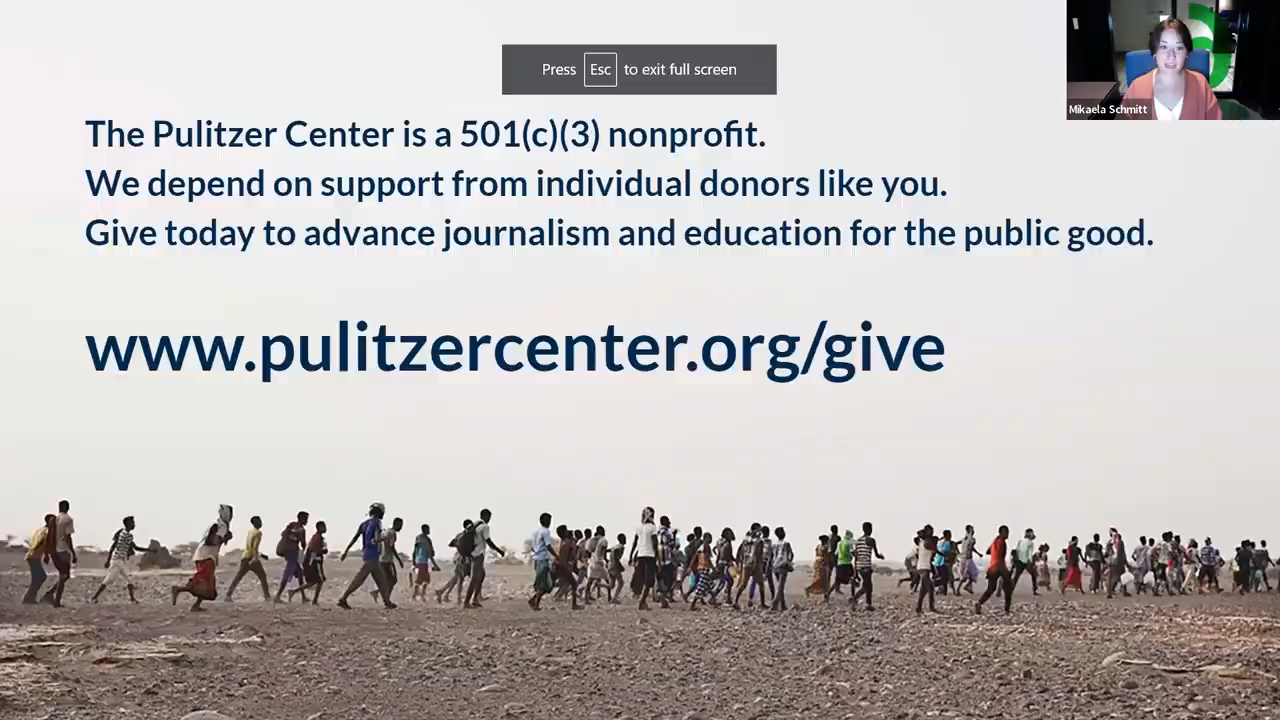 Press Esc to exit full screen
Mikaela Schmitt
The Pulitzer Center is a 501(c)(3) nonprofit.
We depend on support from individual donors like you.
Give today to advance journalism and education for the public good.
www.pulitzercenter.org/give